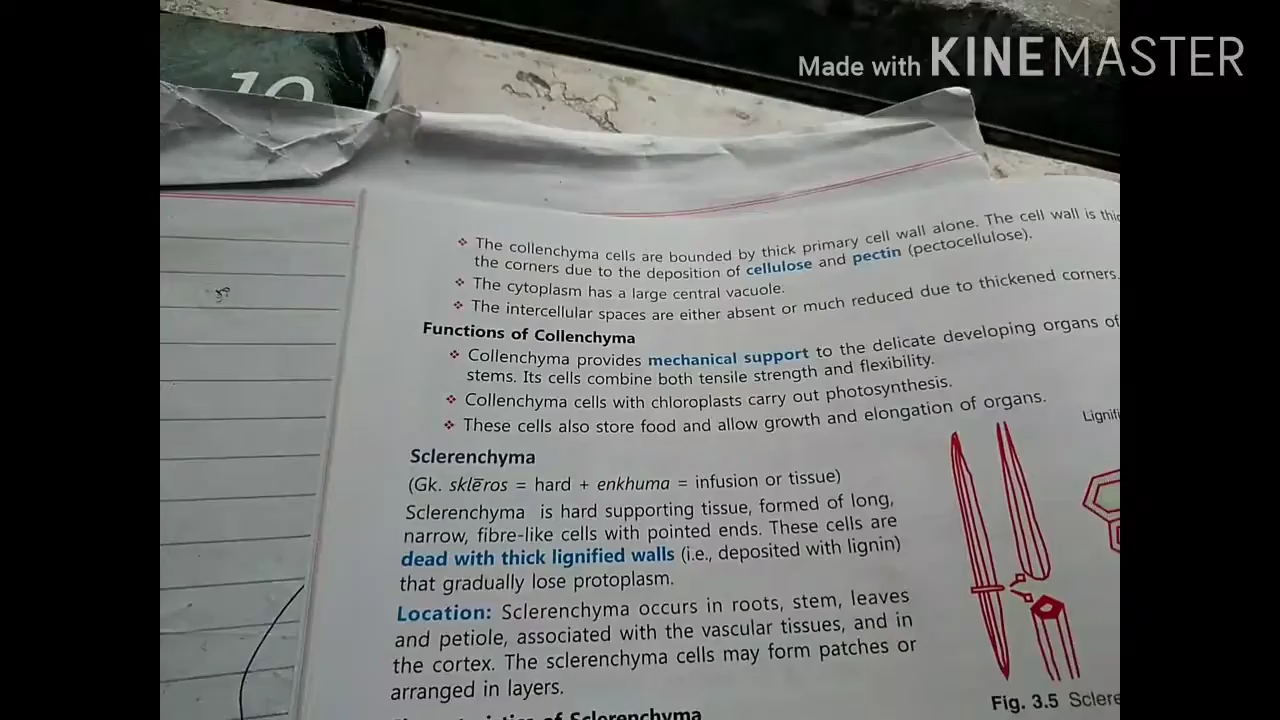 Made with KINEMASTER
10
❖ The collenchyma cells are bounded by thick primary cell wall alone. The cell wall is
the corners due to the deposition of cellulose and pectin (pectocellulose).
❖ The cytoplasm has a large central vacuole.
❖ The intercellular spaces are either absent or much reduced due to thickened corners.
Functions of Collenchyma
❖ Collenchyma provides mechanical support to the delicate developing organs of
stems. Its cells combine both tensile strength and flexibility.
❖ Collenchyma cells with chloroplasts carry out photosynthesis.
❖ These cells also store food and allow growth and elongation of organs.
Sclerenchyma
(Gk. sklēros = hard + enkhuma = infusion or tissue)
Sclerenchyma is hard supporting tissue, formed of long,
narrow, fibre-like cells with pointed ends. These cells are
dead with thick lignified walls (i.e., deposited with lignin)
that gradually lose protoplasm.
Location: Sclerenchyma occurs in roots, stem, leaves
and petiole, associated with the vascular tissues, and in
the cortex. The sclerenchyma cells may form patches or
arranged in layers.
Lignifi
Fig. 3.5 Sclere
of Sclerenchyma